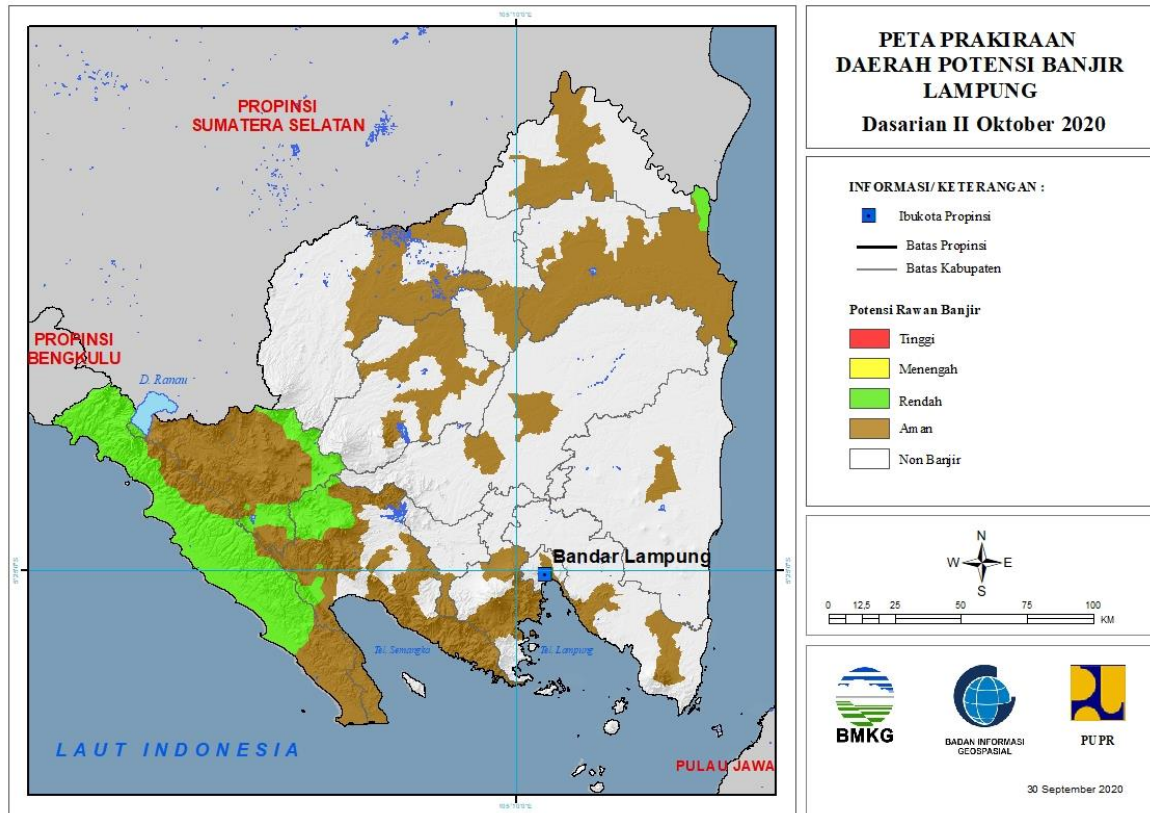 PROPINSI
SUMATERA SELATAN
PROPINSI
BENGKULU
D. Ranau
Bandar Lampung
Tel. Semangka
Tel. Lampung
LAUT INDONESIA
PULAU JAWA
PETA PRAKIRAAN
DAERAH POTENSI BANJIR
LAMPUNG
Dasarian II Oktober 2020
INFORMASI/ KETERANGAN :
Ibukota Propinsi
Batas Propinsi
Batas Kabupaten
Potensi Rawan Banjir
Tinggi
Menengah
Rendah
Aman
Non Banjir
N
W E
S
0 12,5 25 50 75 100
KM
BMKG
BADAN INFORMASI
GEOSPASIAL
PUPR
30 September 2020